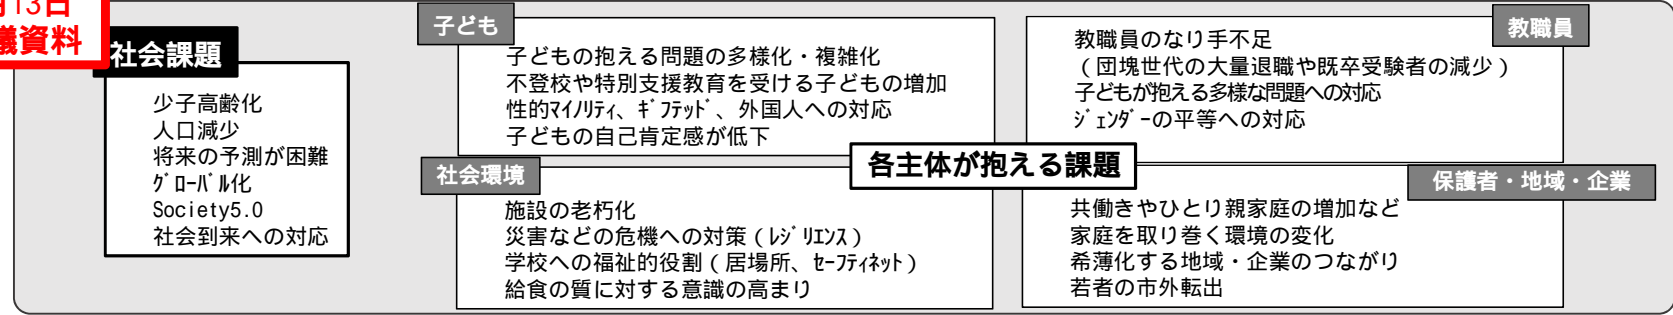 月13日
議資料
社会課題
少子高齢化
人口減少
将来の予測が困難
グローバル化
Society5.0
社会到来への対応
子ども
子どもの抱える問題の多様化・複雑化
不登校や特別支援教育を受ける子どもの増加
性的マイノリティ、ギフテッド、外国人への対応
子どもの自己肯定感が低下
教職員
教職員のなり手不足
（団塊世代の大量退職や既卒受験者の減少）
子どもが抱える多様な問題への対応
ジェンダーの平等への対応
各主体が抱える課題
社会環境
施設の老朽化
災害などの危機への対策（レジリエンス）
学校への福祉的役割（居場所、セーフティネット）
給食の質に対する意識の高まり
保護者・地域・企業
共働きやひとり親家庭の増加など
家庭を取り巻く環境の変化
希薄化する地域・企業のつながり
若者の市外転出